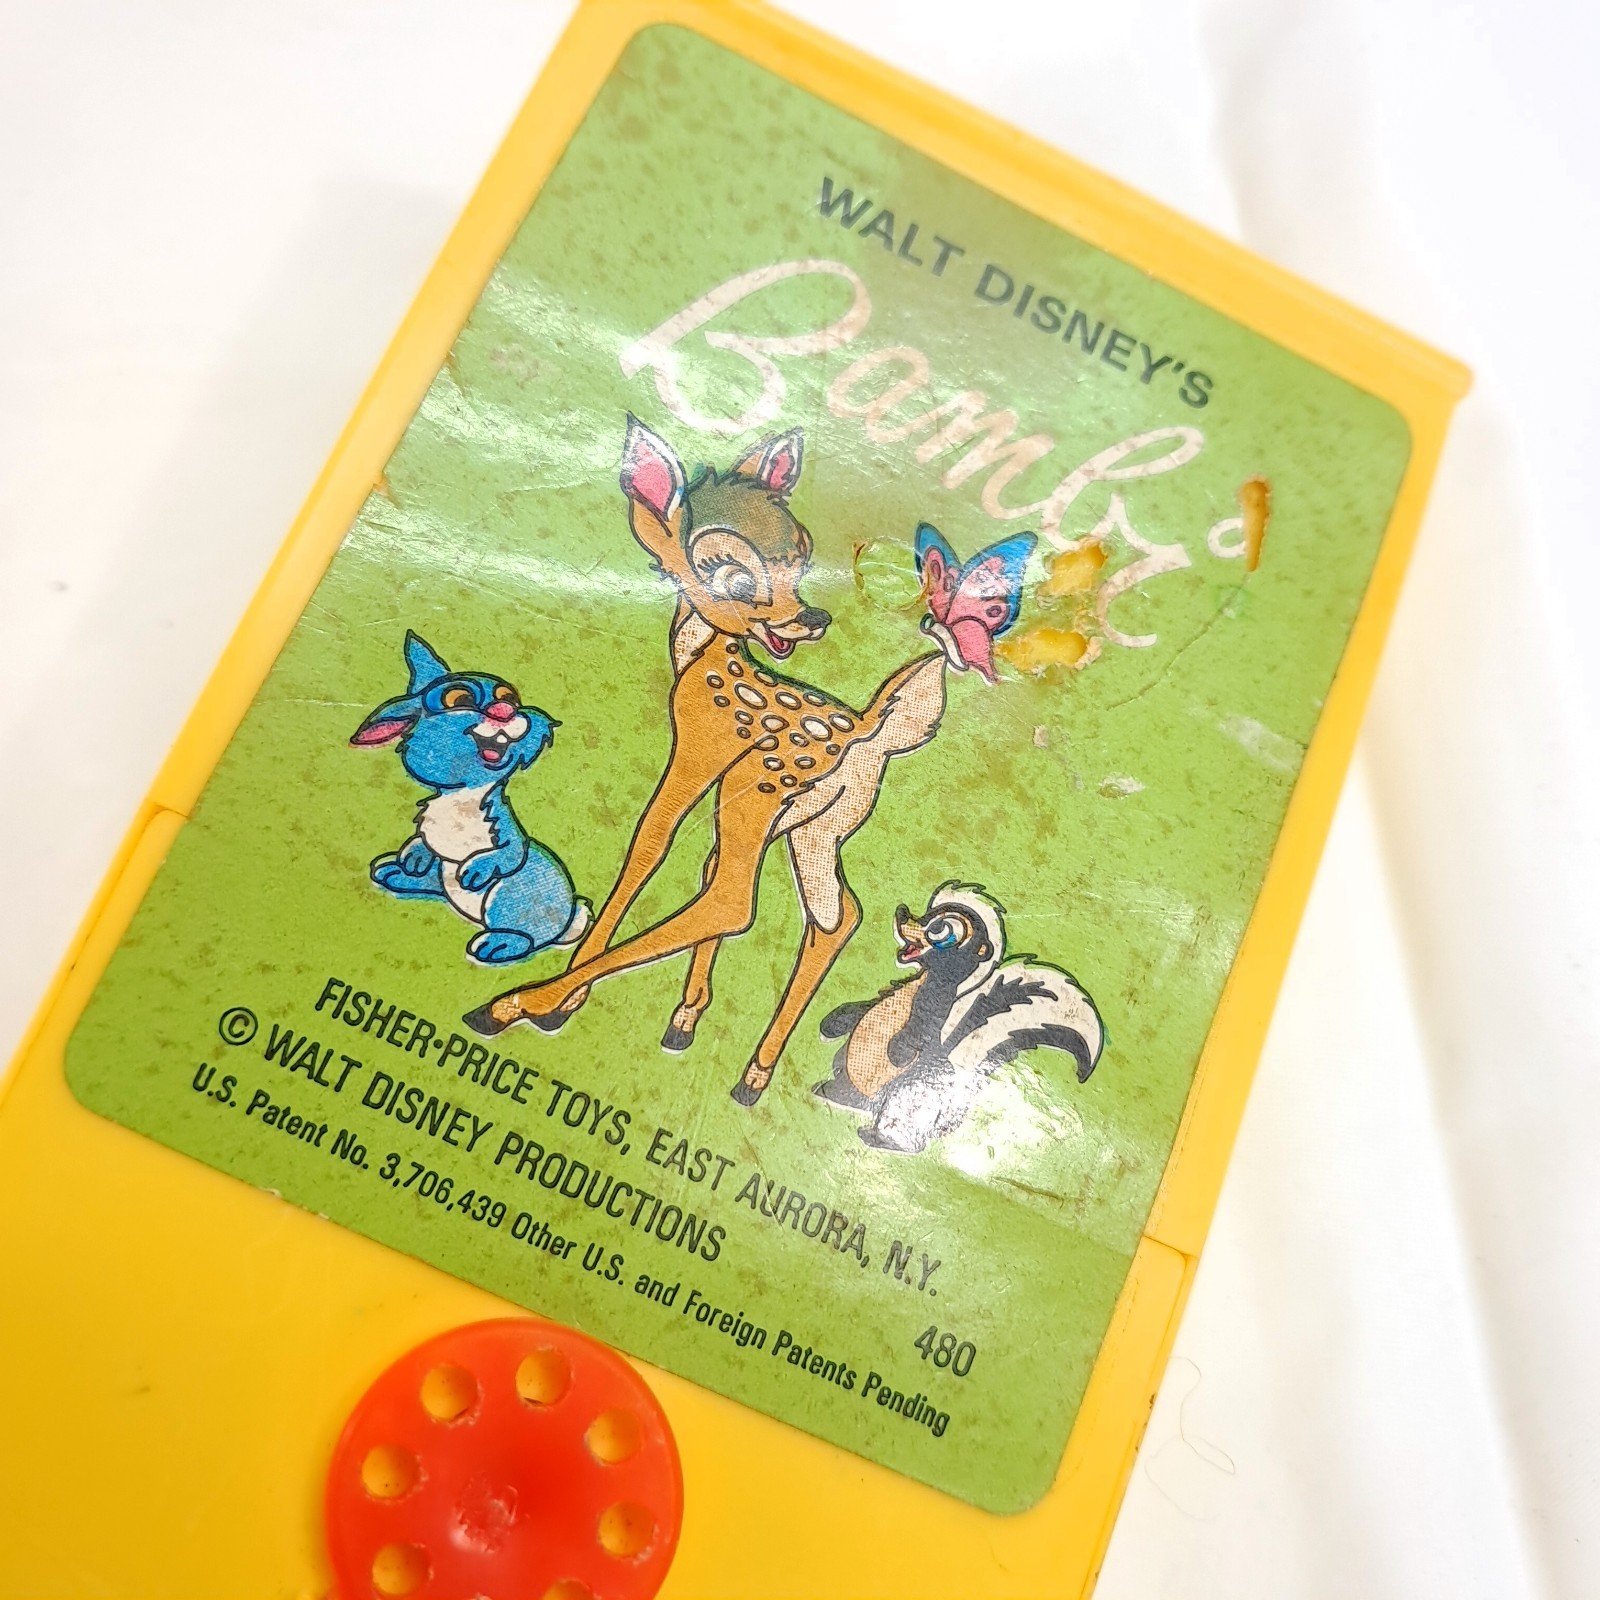 WALT DISNEY'S
Bambi
FISHER·PRICE TOYS, EAST AURORA, N.Y.
© WALT DISNEY PRODUCTIONS
480
U.S. Patent No. 3,706,439 Other U.S. and Foreign Patents Pending